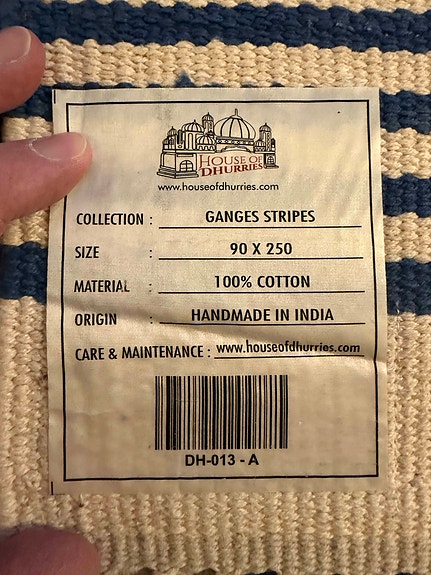 HOUSE OF
DHURRIES
www.houseofdhurries.com
COLLECTION : GANGES STRIPES
SIZE : 90 X 250
MATERIAL : 100% COTTON
ORIGIN : HANDMADE IN INDIA
CARE & MAINTENANCE : www.houseofdhurries.com
DH-013 - A